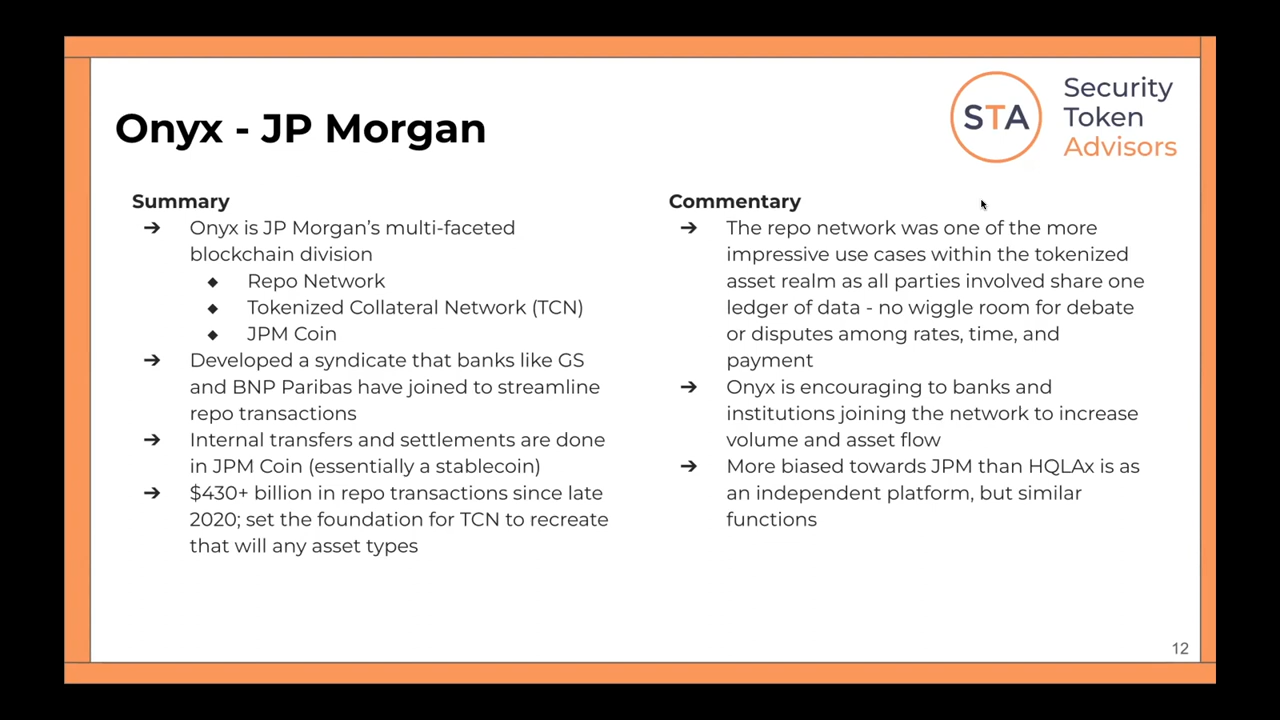 Onyx - JP Morgan
STA
Security
Token
Advisors
Summary
➔ Onyx is JP Morgan’s multi-faceted
blockchain division
◆ Repo Network
◆ Tokenized Collateral Network (TCN)
◆ JPM Coin
➔ Developed a syndicate that banks like GS
and BNP Paribas have joined to streamline
repo transactions
➔ Internal transfers and settlements are done
in JPM Coin (essentially a stablecoin)
➔ $430+ billion in repo transactions since late
2020; set the foundation for TCN to recreate
that will any asset types
Commentary
➔ The repo network was one of the more
impressive use cases within the tokenized
asset realm as all parties involved share one
ledger of data - no wiggle room for debate
or disputes among rates, time, and
payment
➔ Onyx is encouraging to banks and
institutions joining the network to increase
volume and asset flow
➔ More biased towards JPM than HQLAx is as
an independent platform, but similar
functions
12